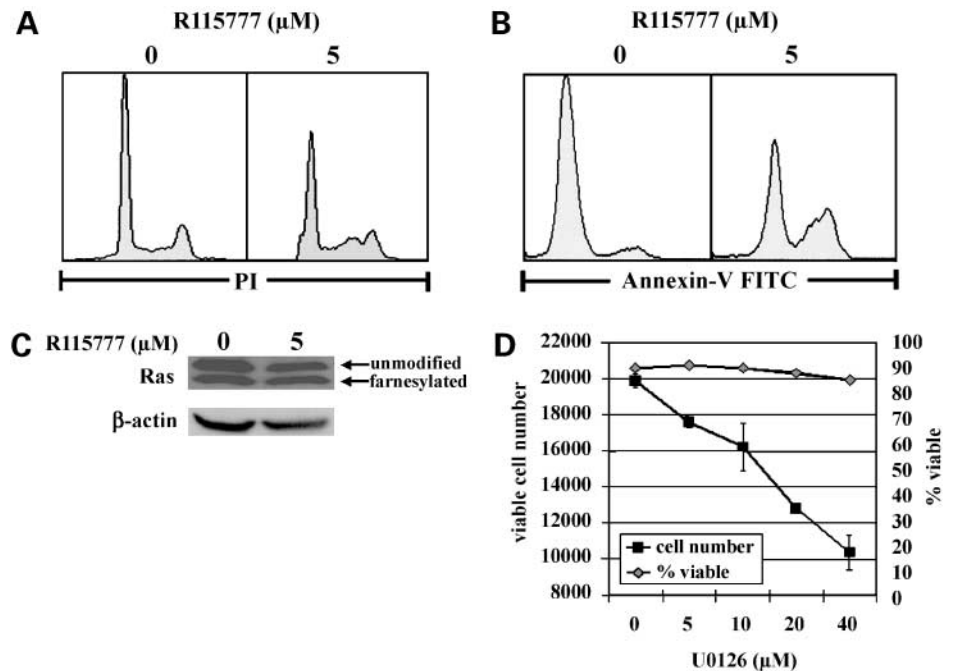 A
R115777 (µM)
0 5
PI
B
R115777 (µM)
0 5
Annexin-V FITC
C
R115777 (µM) 0 5
Ras
unmodified
farnesylated
β-actin
D
viable cell number
22000
20000
18000
16000
14000
12000
10000
8000
% viable
100
90
80
70
60
50
40
30
20
10
0
cell number
% viable
0 5 10 20 40
U0126 (µM)